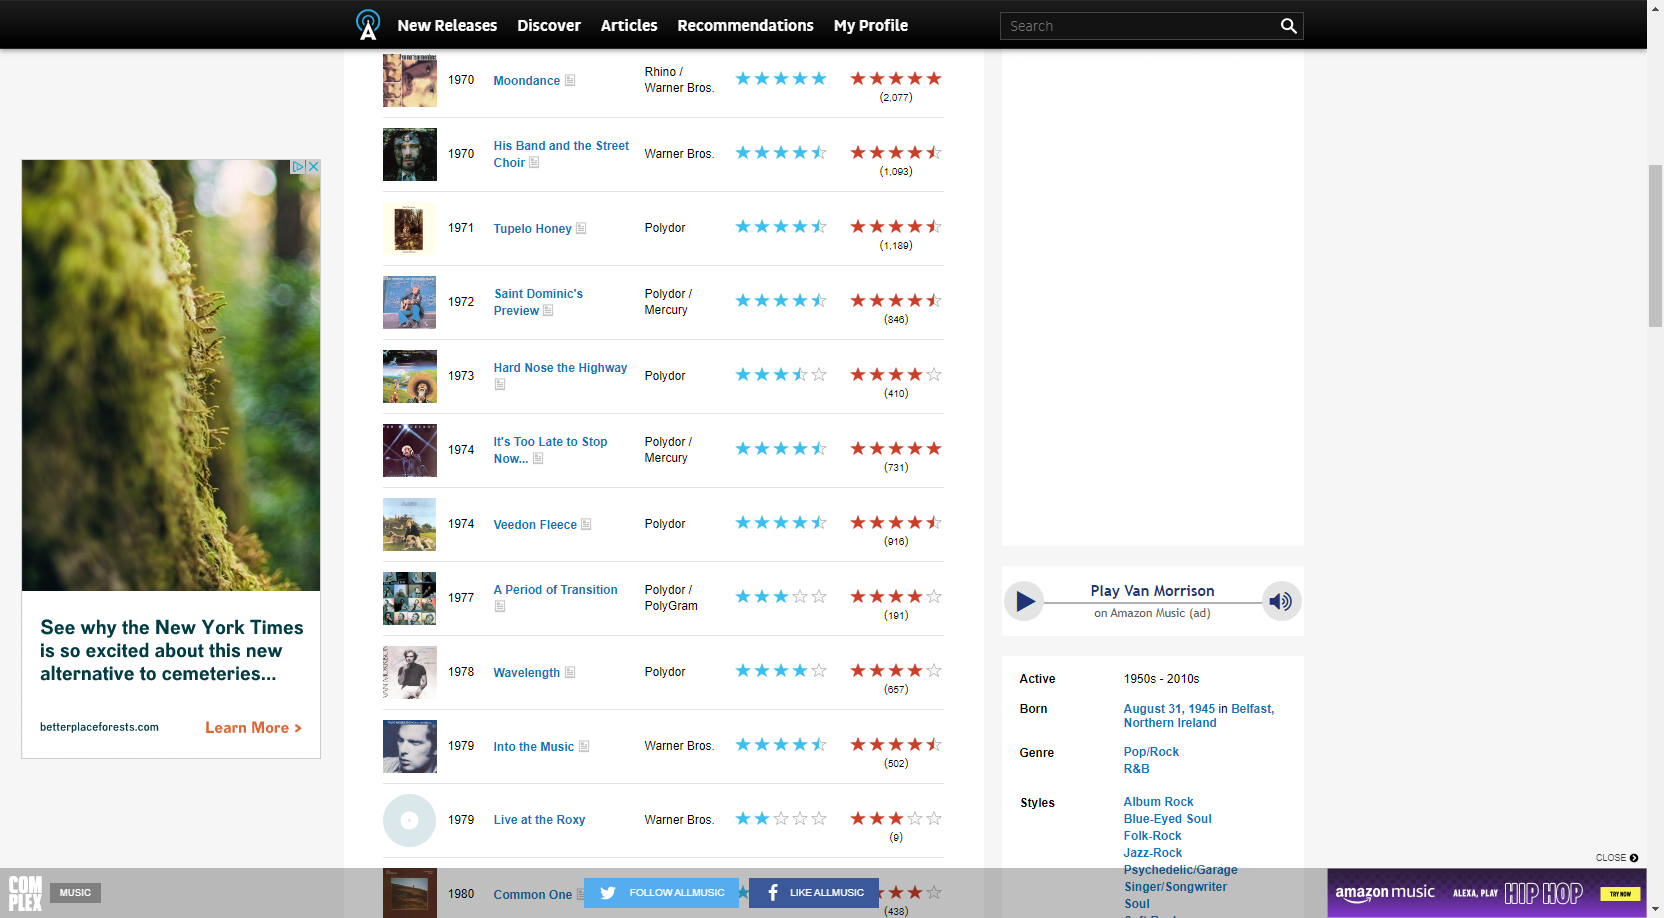 New Releases Discover Articles Recommendations My Profile Search
1970 Moondance Rhino /
Warner Bros.
(2,077)
1970 His Band and the Street
Choir Warner Bros.
(1,093)
1971 Tupelo Honey Polydor
(1,189)
1972 Saint Dominic's
Preview Polydor /
Mercury
(846)
1973 Hard Nose the Highway Polydor
(410)
1974 It's Too Late to Stop
Now... Polydor /
Mercury
(731)
1974 Veedon Fleece Polydor
(916)
1977 A Period of Transition Polydor /
PolyGram
(191)
1978 Wavelength Polydor
(657)
1979 Into the Music Warner Bros.
(502)
1979 Live at the Roxy Warner Bros.
(9)
1980 Common One
(438)
See why the New York Times
is so excited about this new
alternative to cemeteries...
betterplaceforests.com Learn More >
Play Van Morrison
on Amazon Music (ad)
Active 1950s - 2010s
Born August 31, 1945 in Belfast,
Northern Ireland
Genre Pop/Rock
R&B
Styles Album Rock
Blue-Eyed Soul
Folk-Rock
Jazz-Rock
Psychedelic/Garage
Singer/Songwriter
Soul
CLOSE
COMPLEX MUSIC
FOLLOW ALLMUSIC
LIKE ALLMUSIC
amazon music ALEXA, PLAY HIP HOP TRY NOW